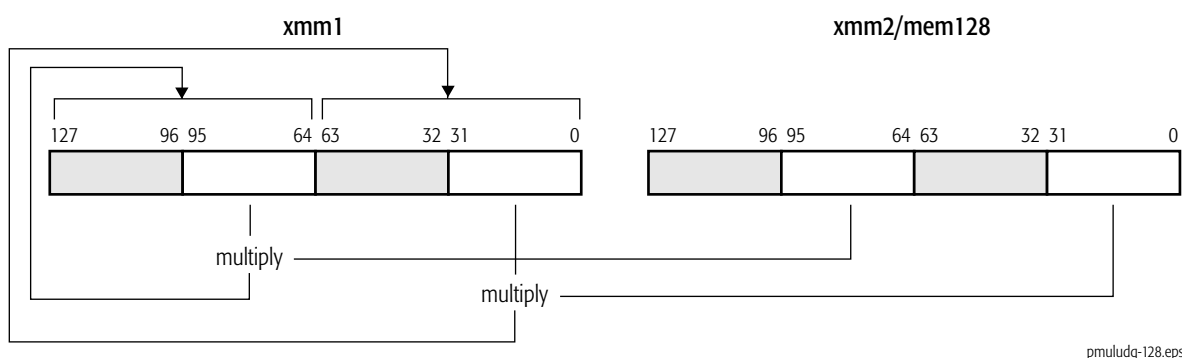 xmm1 xmm2/mem128
127 96 95 64 63 32 31 0 127 96 95 64 63 32 31 0
multiply
multiply
pmuludq-128.eps